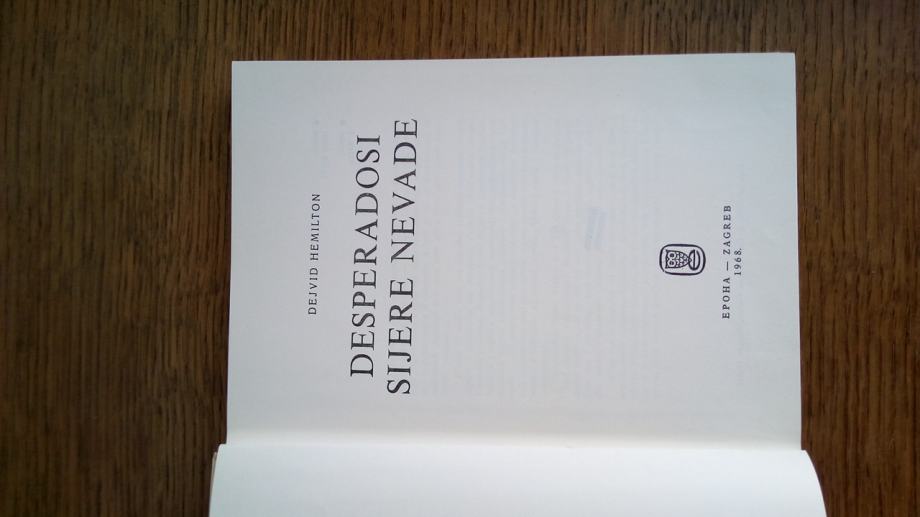 DEJVID HEMILTON
DESPERADOSI
SIJERE NEVADE
EPOHA — ZAGREB
1968.